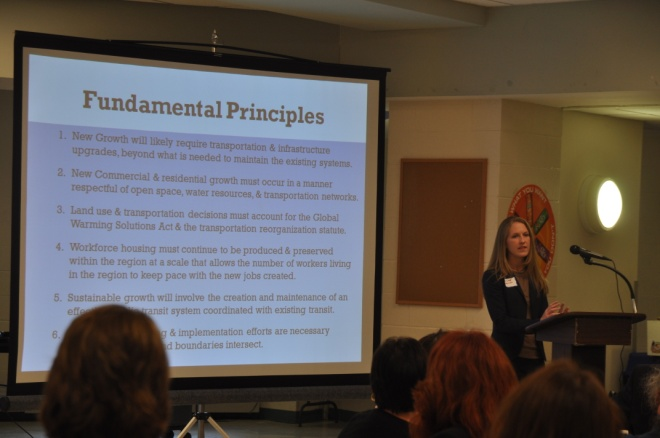 Fundamental Principles
1. New Growth will likely require transportation & infrastructure
upgrades, beyond what is needed to maintain the existing systems.
2. New Commercial & residential growth must occur in a manner
respectful of open space, water resources, & transportation networks.
3. Land use & transportation decisions must account for the Global
Warming Solutions Act & the transportation reorganization statute.
4. Workforce housing must continue to be produced & preserved
within the region at a scale that allows the number of workers living
in the region to keep pace with the new jobs created.
5. Sustainable growth will involve the creation and maintenance of an
transit system coordinated with existing transit.
6. & implementation efforts are necessary
boundaries intersect.